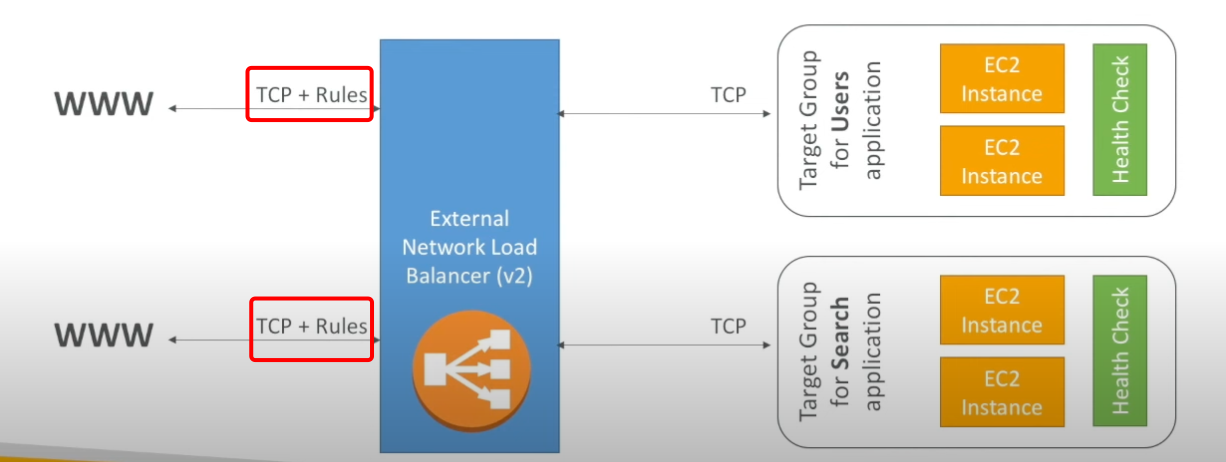 WWW
TCP + Rules
External
Network Load
Balancer (v2)
TCP
Target Group
for Users
application
EC2
Instance
EC2
Instance
Health Check
WWW
TCP + Rules
TCP
Target Group
for Search
application
EC2
Instance
EC2
Instance
Health Check